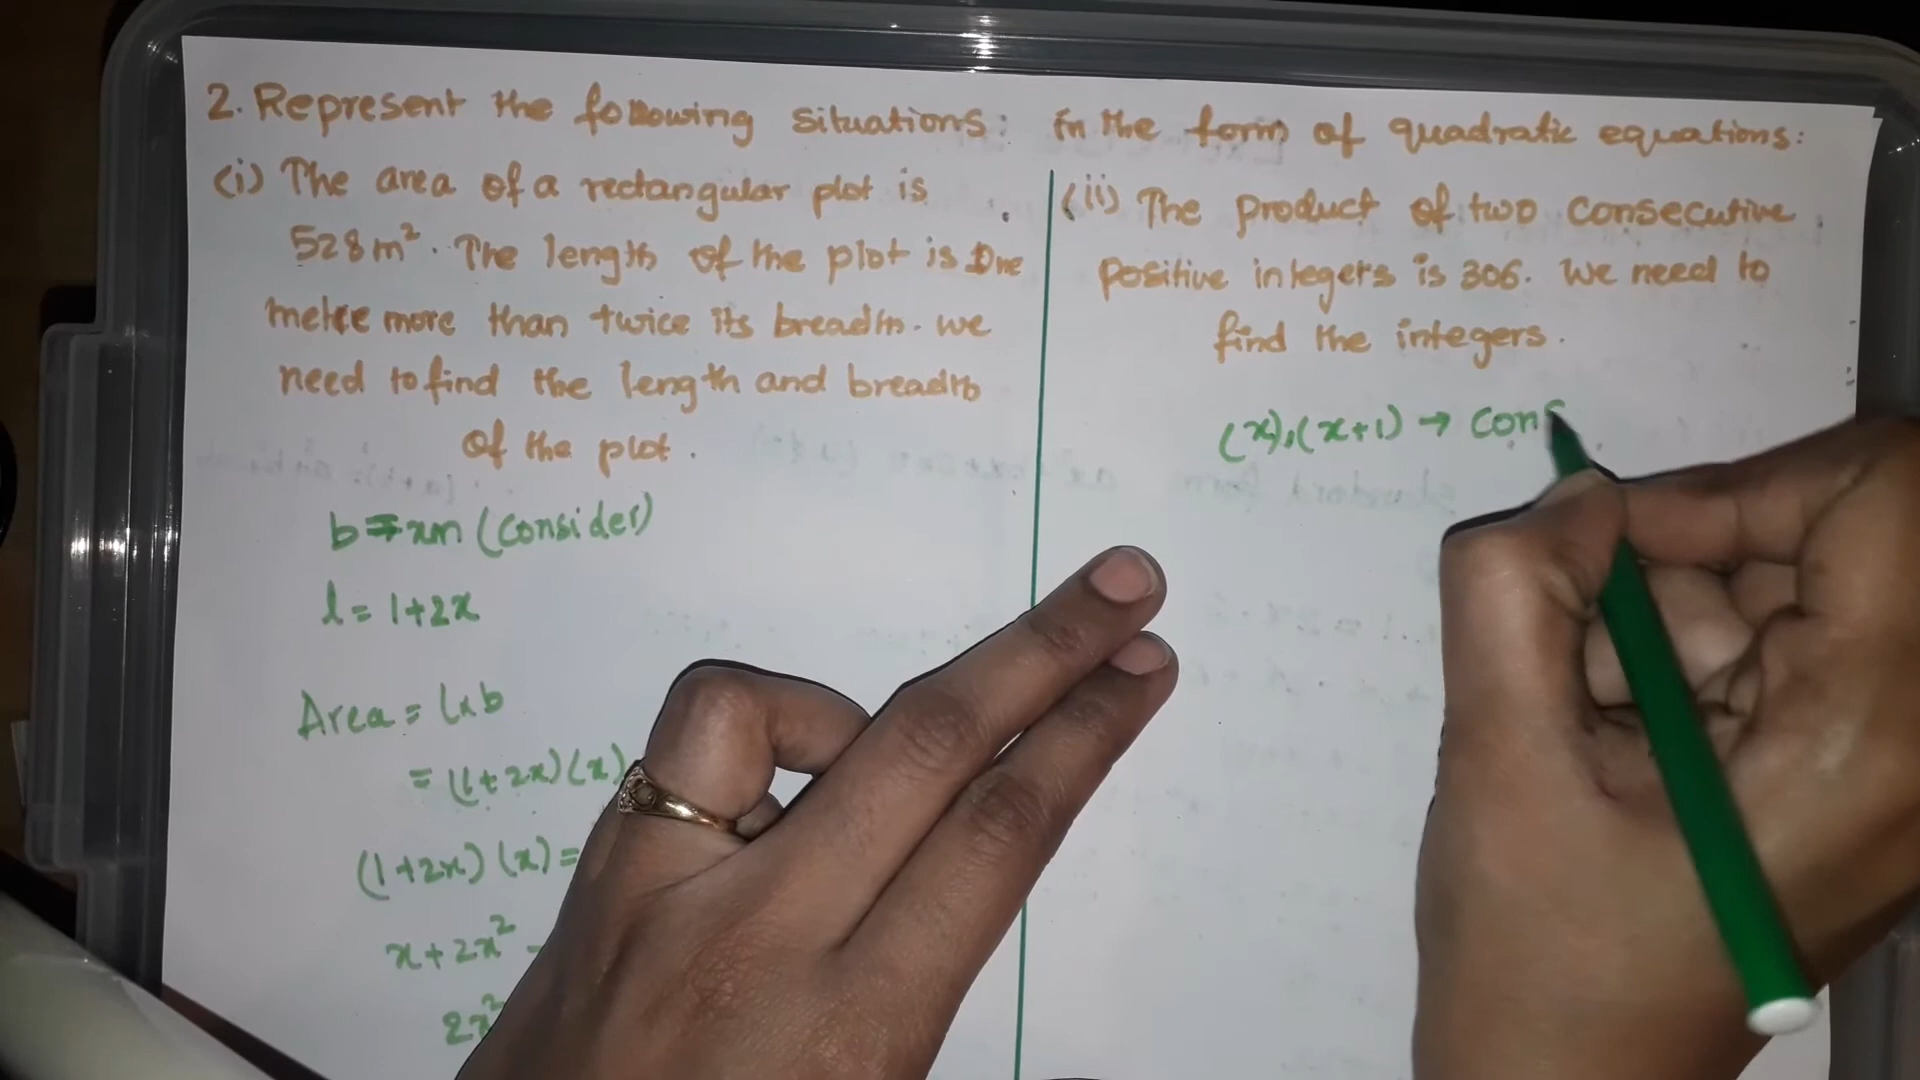 2. Represent the following situations: in the form of quadratic equations:
(i) The area of a rectangular plot is
528 m². The length of the plot is One
metre more than twice its breadth. we
need to find the length and breadth
of the plot.
b = xm (consider)
l = 1+2x
Area = l x b
= (1+2x)(x)
(1+2x)(x) =
x+2x² -
2x²
(ii) The product of two consecutive
positive integers is 306. We need to
find the integers.
(x),(x+1) → cons